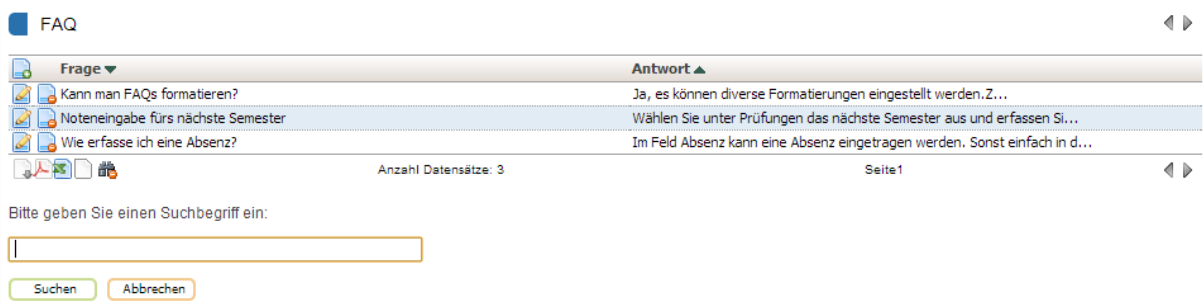 FAQ
Frage Antwort
Kann man FAQs formatieren? Ja, es können diverse Formatierungen eingestellt werden.Z...
Noteneingabe fürs nächste Semester Wählen Sie unter Prüfungen das nächste Semester aus und erfassen Si...
Wie erfasse ich eine Absenz? Im Feld Absenz kann eine Absenz eingetragen werden. Sonst einfach in d...
Anzahl Datensätze: 3 Seite1
Bitte geben Sie einen Suchbegriff ein:
Suchen Abbrechen